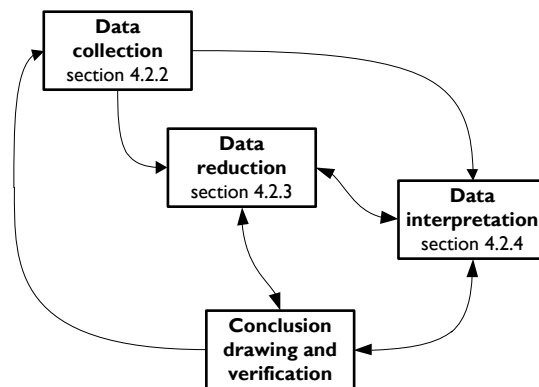 Data
collection
section 4.2.2
Data
reduction
section 4.2.3
Data
interpretation
section 4.2.4
Conclusion
drawing and
verification